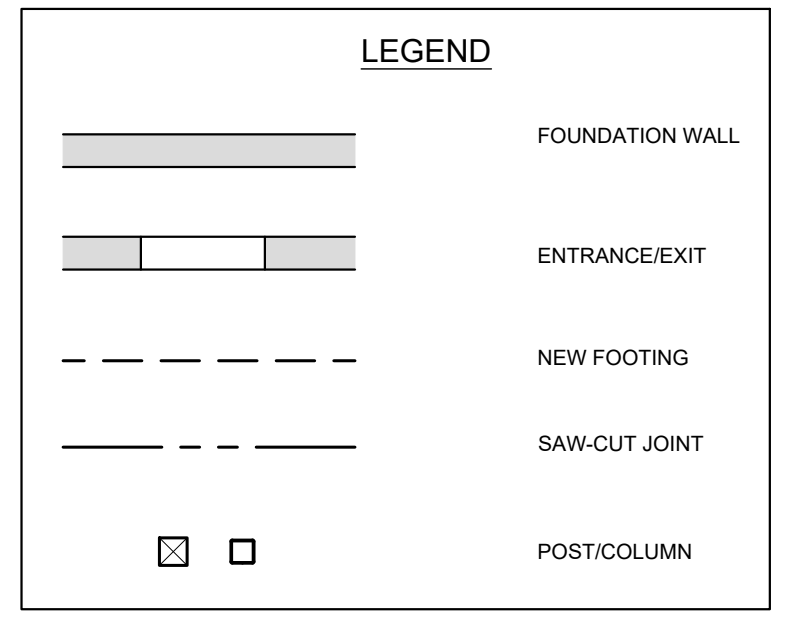 LEGEND
FOUNDATION WALL
ENTRANCE/EXIT
NEW FOOTING
SAW-CUT JOINT
POST/COLUMN